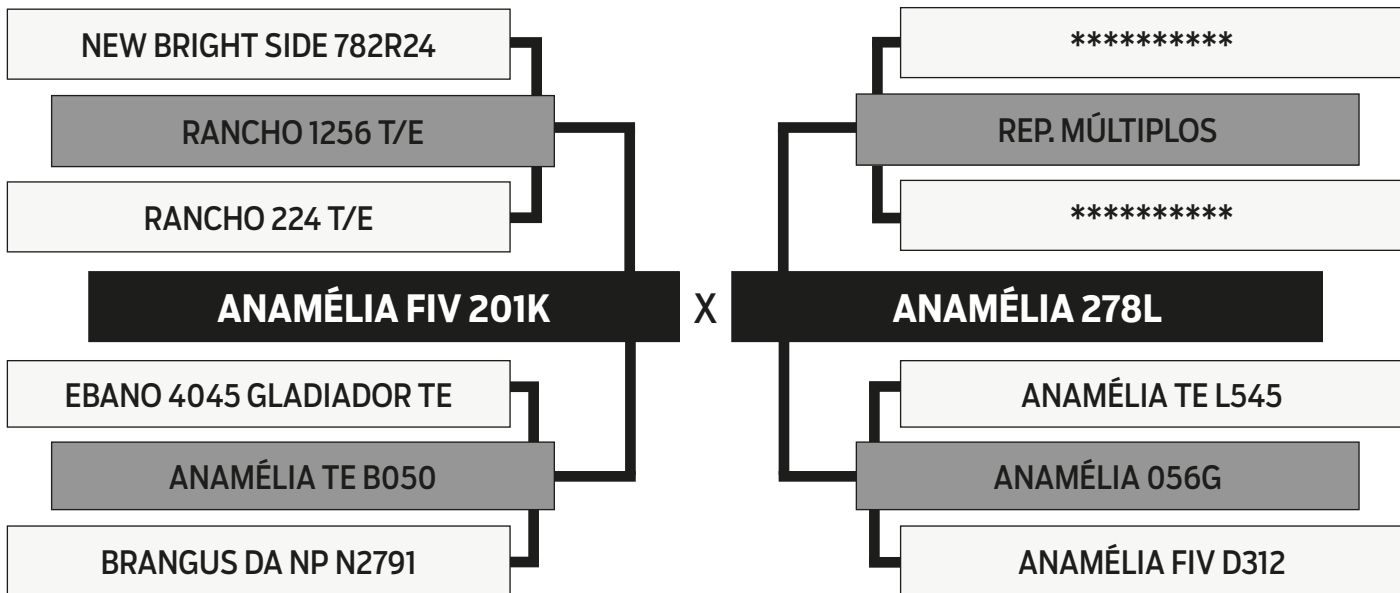 NEW BRIGHT SIDE 782R24
**********
RANCHO 1256 T/E
REP. MÚLTIPLOS
RANCHO 224 T/E
**********
ANAMÉLIA FIV 201K X ANAMÉLIA 278L
EBANO 4045 GLADIADOR TE
ANAMÉLIA TE L545
ANAMÉLIA TE B050
ANAMÉLIA 056G
BRANGUS DA NP N2791
ANAMÉLIA FIV D312